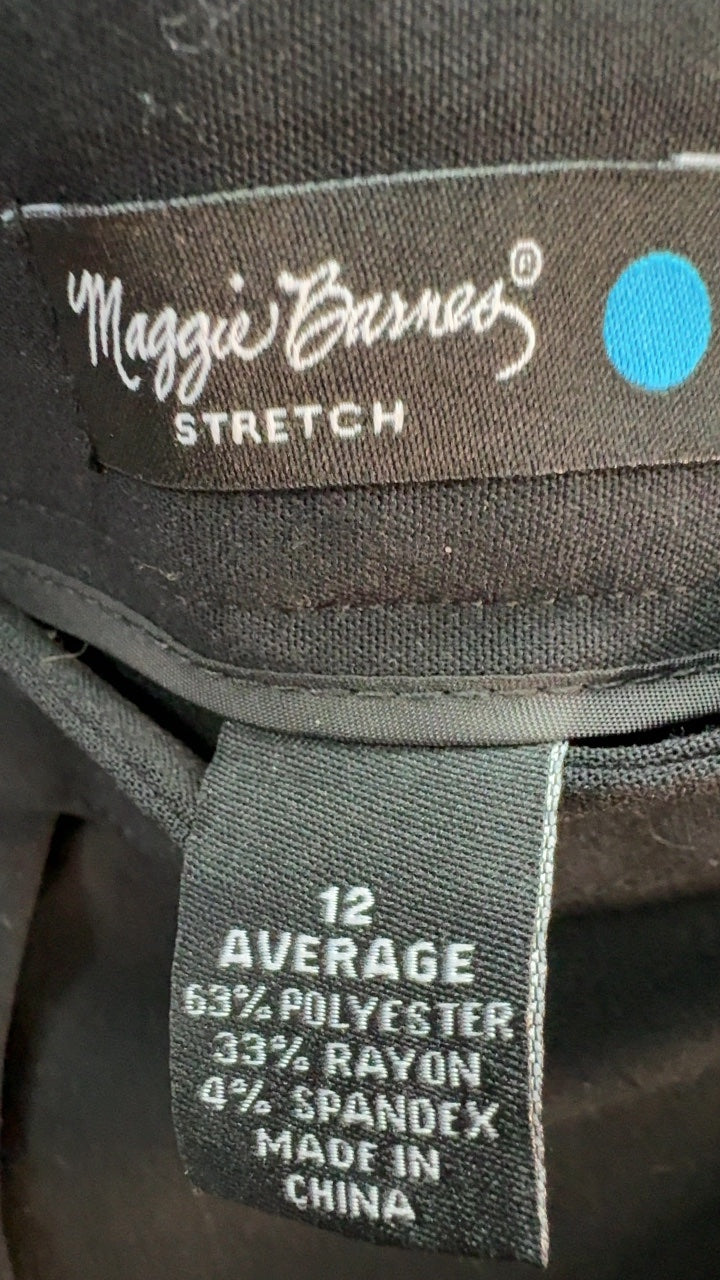 Maggie Barnes®
STRETCH
12
AVERAGE
63% POLYESTER
33% RAYON
4% SPANDEX
MADE IN
CHINA